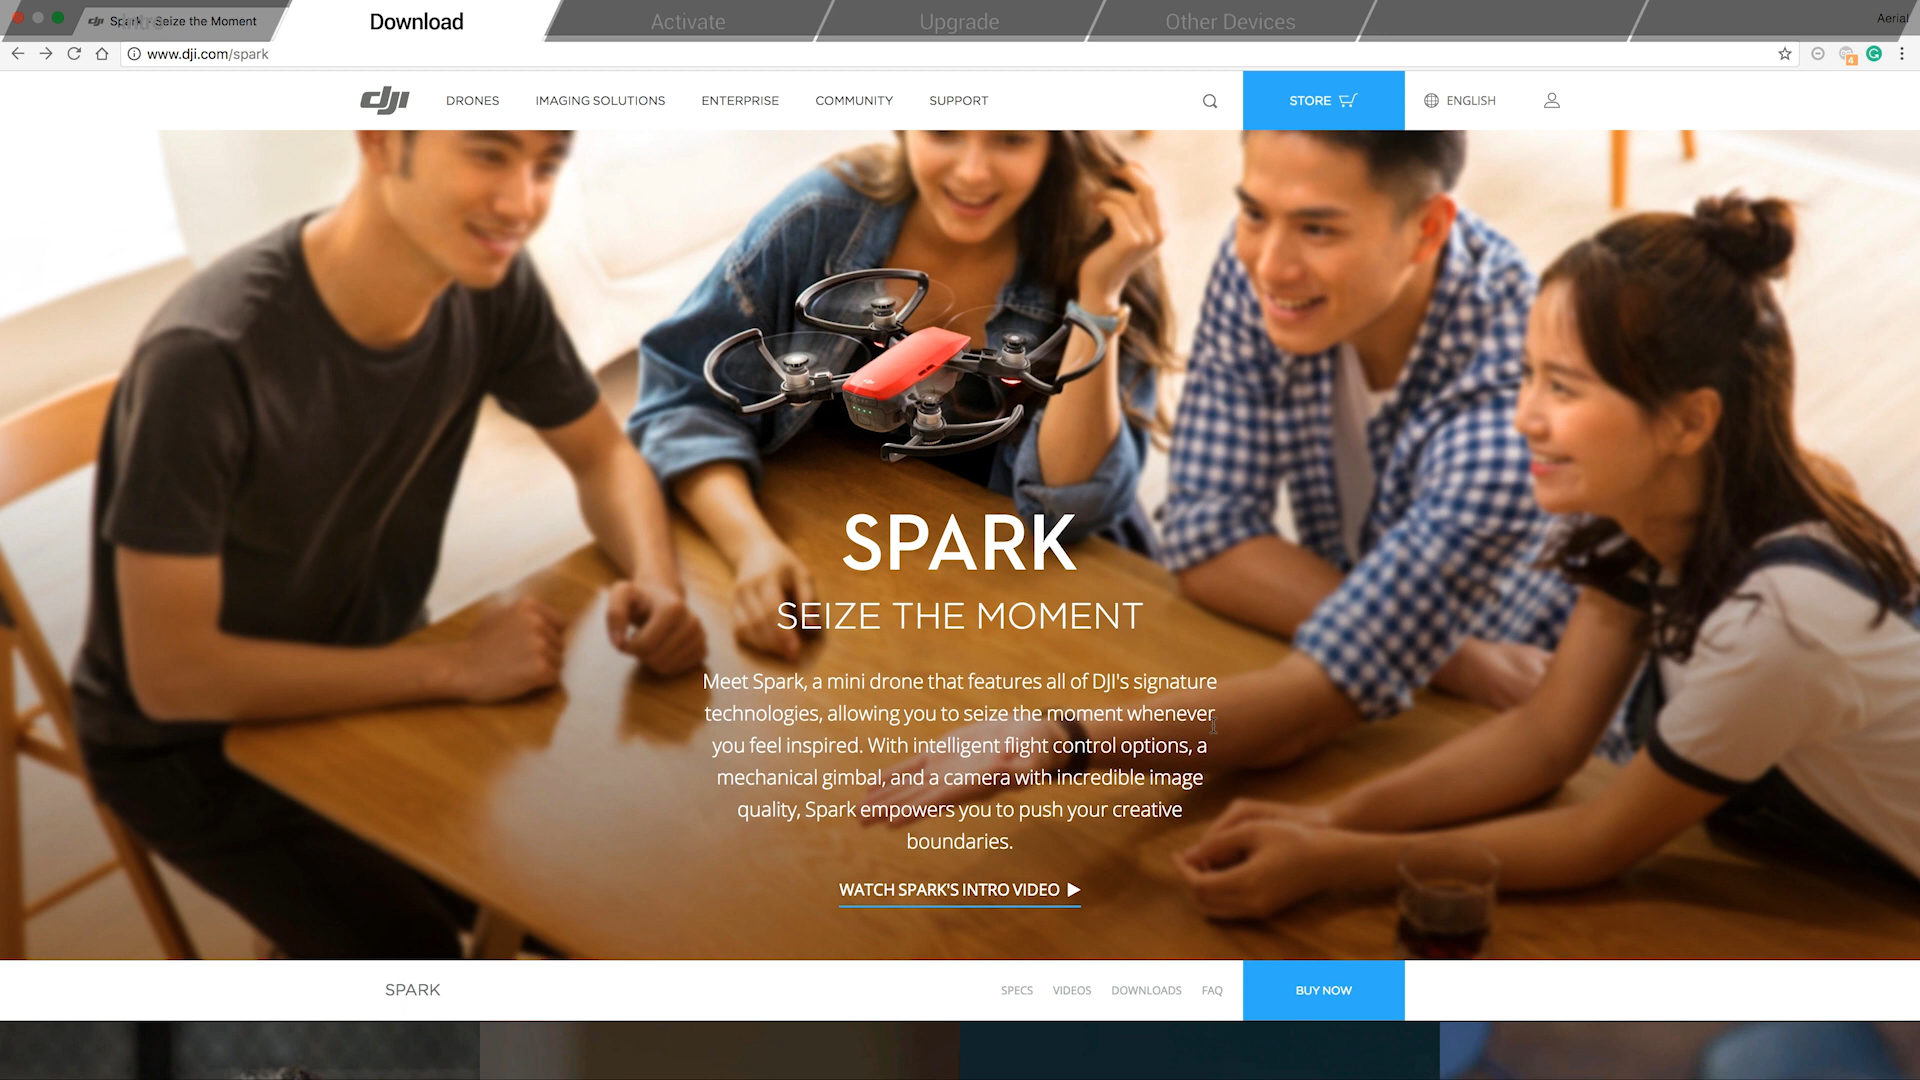 Spark - Seize the Moment
Download
Activate
Upgrade
Other Devices
Aerial
www.dji.com/spark
4
dji
DRONES
IMAGING SOLUTIONS
ENTERPRISE
COMMUNITY
SUPPORT
STORE
ENGLISH
SPARK
SEIZE THE MOMENT
Meet Spark, a mini drone that features all of DJI's signature
technologies, allowing you to seize the moment whenever
you feel inspired. With intelligent flight control options, a
mechanical gimbal, and a camera with incredible image
quality, Spark empowers you to push your creative
boundaries.
WATCH SPARK'S INTRO VIDEO
SPARK
SPECS
VIDEOS
DOWNLOADS
FAQ
BUY NOW